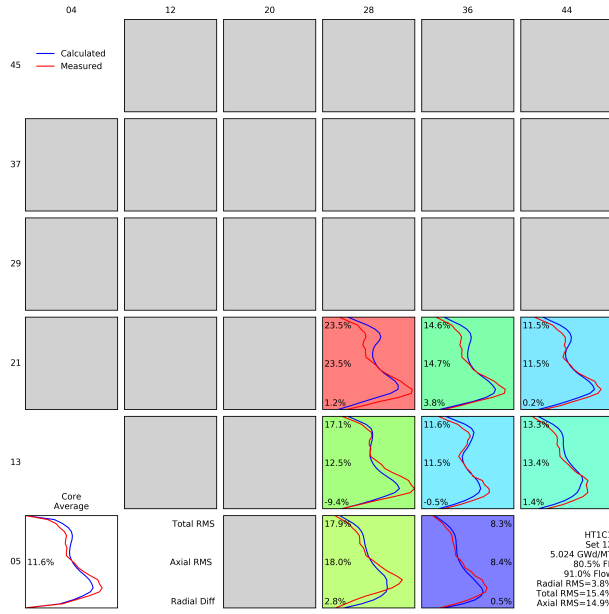 04 12 20 28 36 44
Calculated
Measured
45
37
29
21
23.5% 14.6% 11.5%
23.5% 14.7% 11.5%
1.2% 3.8% 0.2%
13
17.1% 11.6% 13.3%
12.5% 11.5% 13.4%
-9.4% -0.5% 1.4%
Core
Average
05
11.6%
Total RMS
Axial RMS
Radial Diff
17.9% 8.3%
18.0% 8.4%
2.8% 0.5%
Set
5.024
80.5%
91.0%
Radial RMS=3.8%
Total RMS=15.4%
Axial RMS=14.9%